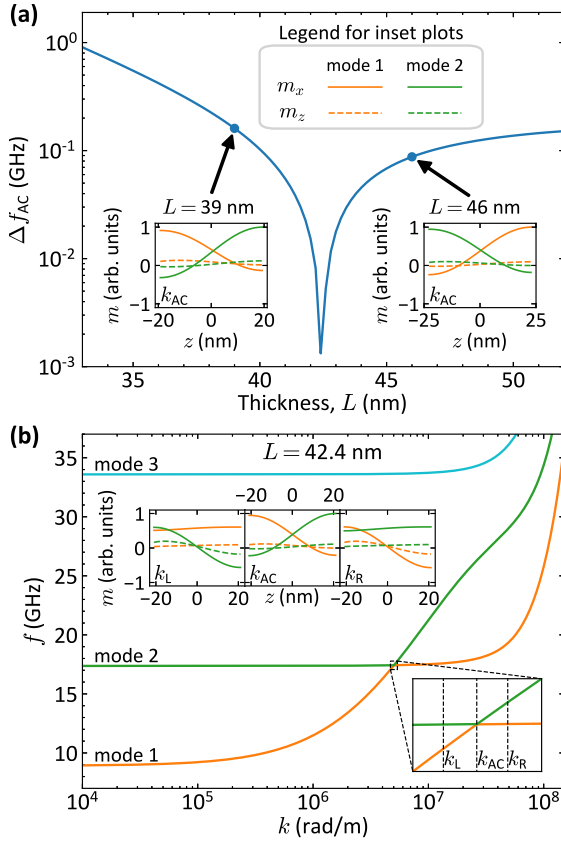 (a)
Legend for inset plots
mode 1 mode 2
m_x
m_z
10^0
10^−1
10^−2
10^−3
Δ f_AC (GHz)
L = 39 nm
m (arb. units)
1
0
−1
k_AC
−20 0 20
z (nm)
L = 46 nm
m (arb. units)
1
0
−1
k_AC
−25 0 25
z (nm)
35 40 45 50
Thickness, L (nm)
(b)
L = 42.4 nm
35
30
25
20
15
10
f (GHz)
mode 3
mode 2
mode 1
−20 0 20
m (arb. units)
1
0
−1
k_L k_AC k_R
−20 0 20 z (nm) −20 0 20
k_L k_AC k_R
10^4 10^5 10^6 10^7 10^8
k (rad/m)